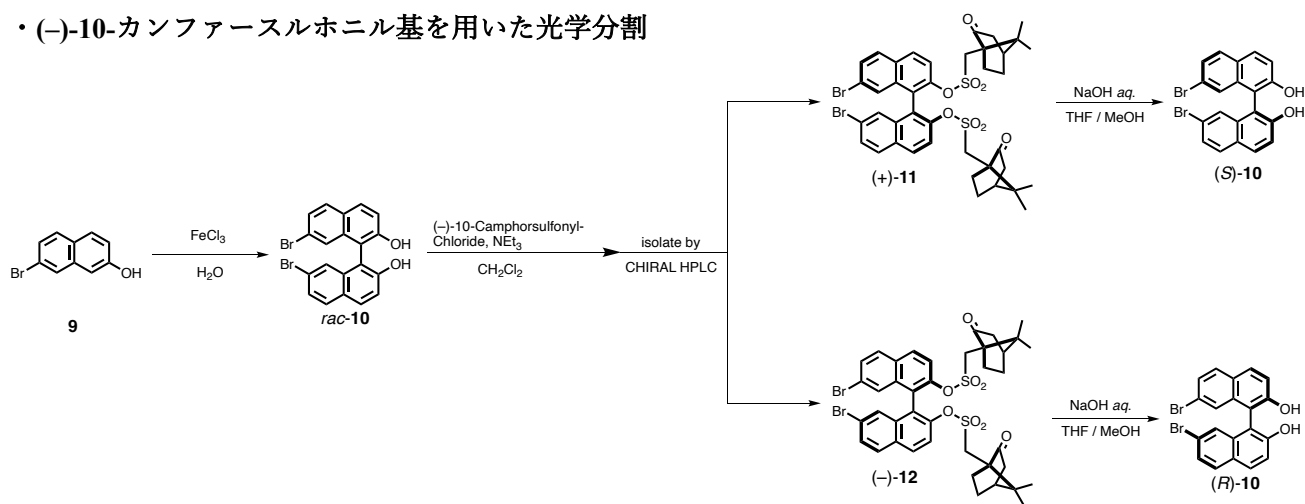 ・(–)-10-カンファースルホニル基を用いた光学分割
Br
OH
9
FeCl3
H2O
Br
Br
OH
OH
rac-10
(–)-10-Camphorsulfonyl-
Chloride, NEt3
CH2Cl2
isolate by
CHIRAL HPLC
O
Br
Br
O
SO2
O
SO2
O
(+)-11
NaOH aq.
THF / MeOH
Br
Br
OH
OH
(S)-10
O
Br
Br
O
SO2
O
SO2
O
(–)-12
NaOH aq.
THF / MeOH
Br
Br
OH
OH
(R)-10